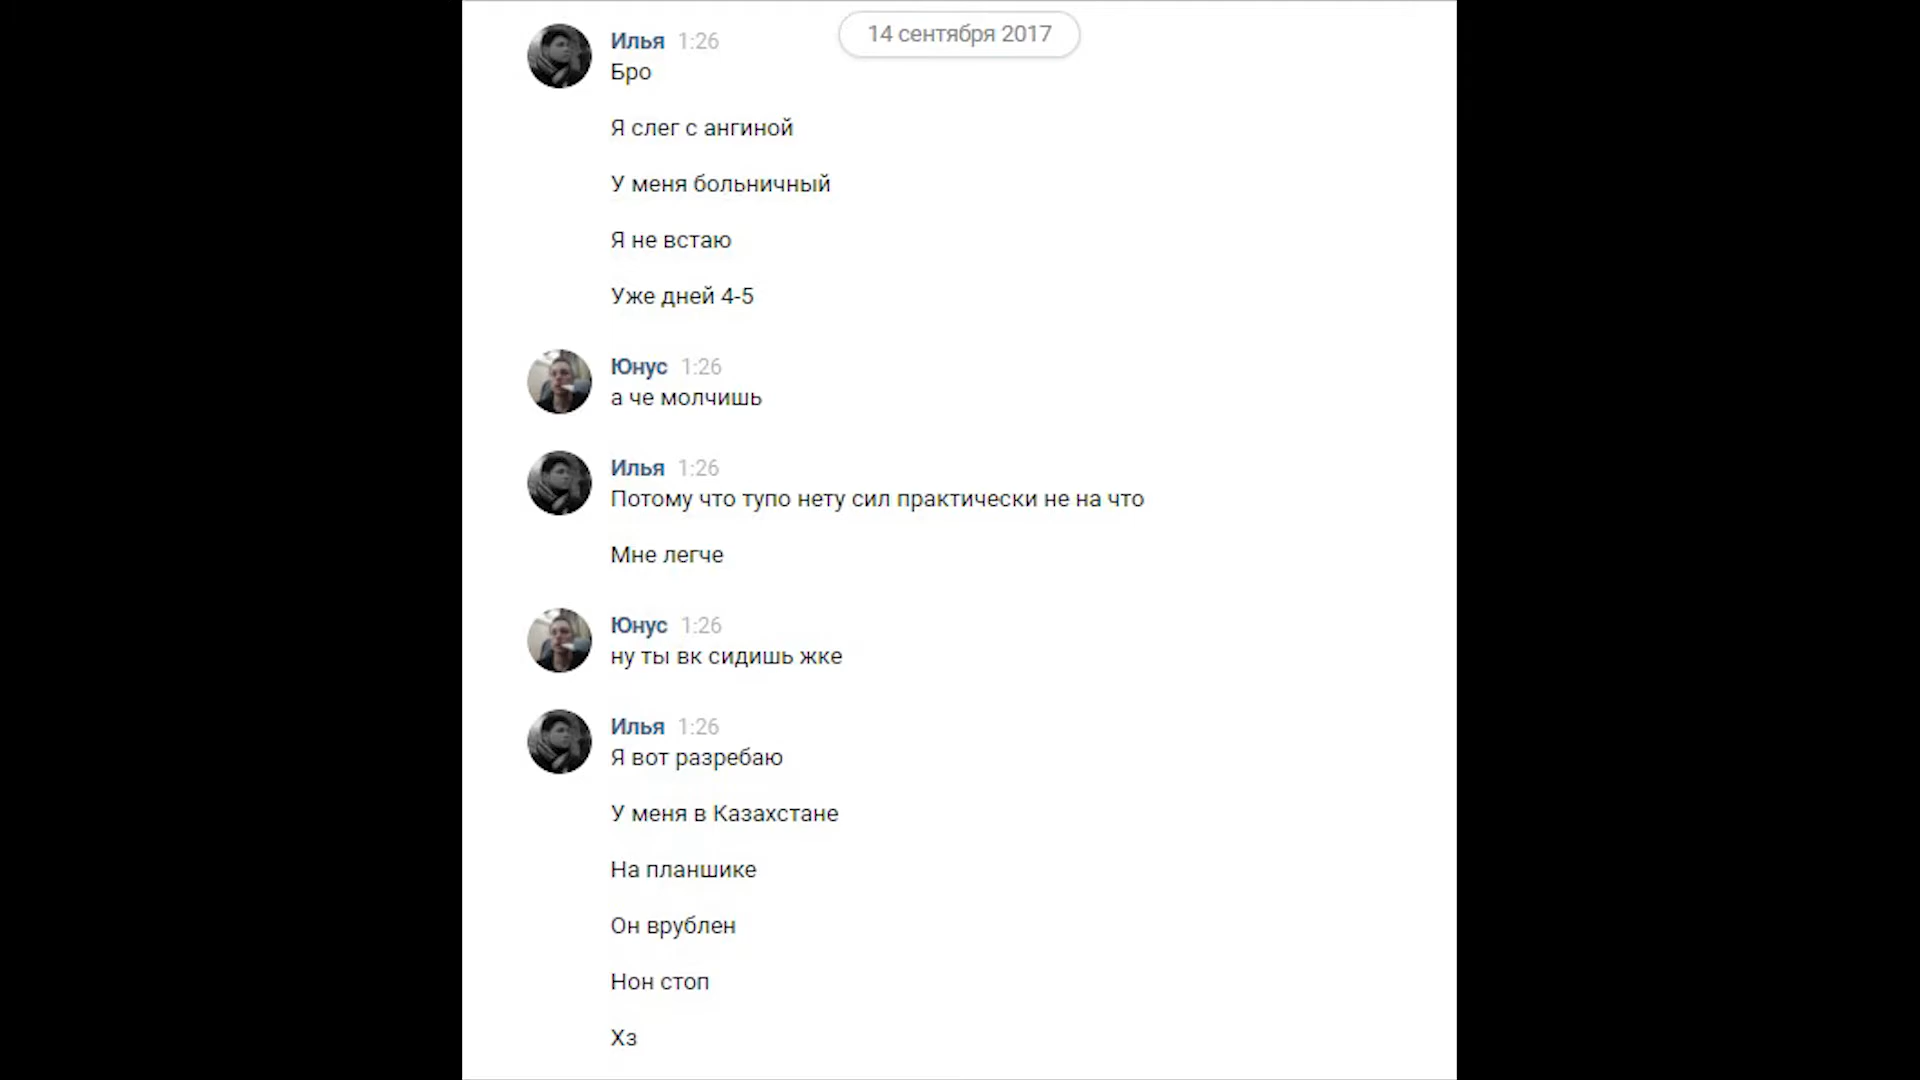 14 сентября 2017
Илья 1:26
Бро
Я слег с ангиной
У меня больничный
Я не встаю
Уже дней 4-5
Юнус 1:26
а че молчишь
Илья 1:26
Потому что тупо нету сил практически не на что
Мне легче
Юнус 1:26
ну ты вк сидишь жке
Илья 1:26
Я вот разребаю
У меня в Казахстане
На планшике
Он врублен
Нон стоп
Хз